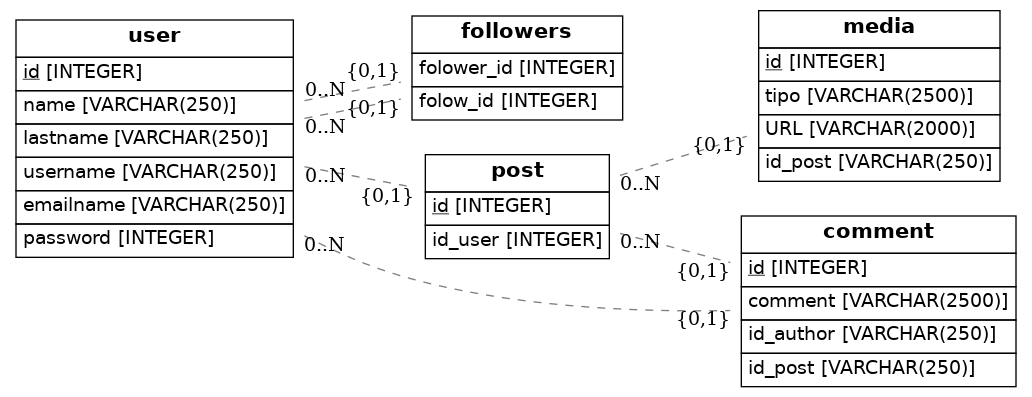 user
id [INTEGER]
name [VARCHAR(250)]
lastname [VARCHAR(250)]
username [VARCHAR(250)]
emailname [VARCHAR(250)]
password [INTEGER]
followers
folower_id [INTEGER]
folow_id [INTEGER]
{0,1}
0..N
{0,1}
0..N
media
id [INTEGER]
tipo [VARCHAR(2500)]
URL [VARCHAR(2000)]
id_post [VARCHAR(250)]
post
id [INTEGER]
id_user [INTEGER]
0..N
{0,1}
{0,1}
0..N
comment
id [INTEGER]
comment [VARCHAR(2500)]
id_author [VARCHAR(250)]
id_post [VARCHAR(250)]
0..N
{0,1}
0..N
{0,1}